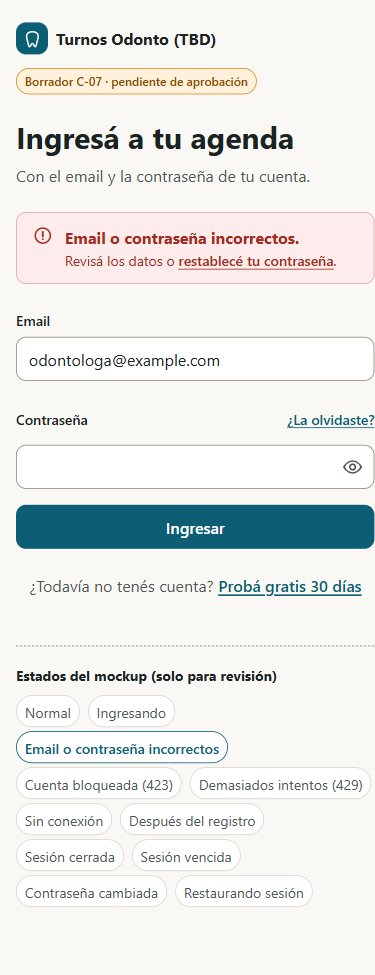 Turnos Odonto (TBD)
Borrador C-07 · pendiente de aprobación
Ingresá a tu agenda
Con el email y la contraseña de tu cuenta.
Email o contraseña incorrectos.
Revisá los datos o restablecé tu contraseña.
Email
odontologa@example.com
Contraseña ¿La olvidaste?
Ingresar
¿Todavía no tenés cuenta? Probá gratis 30 días
Estados del mockup (solo para revisión)
Normal Ingresando
Email o contraseña incorrectos
Cuenta bloqueada (423) Demasiados intentos (429)
Sin conexión Después del registro
Sesión cerrada Sesión vencida
Contraseña cambiada Restaurando sesión